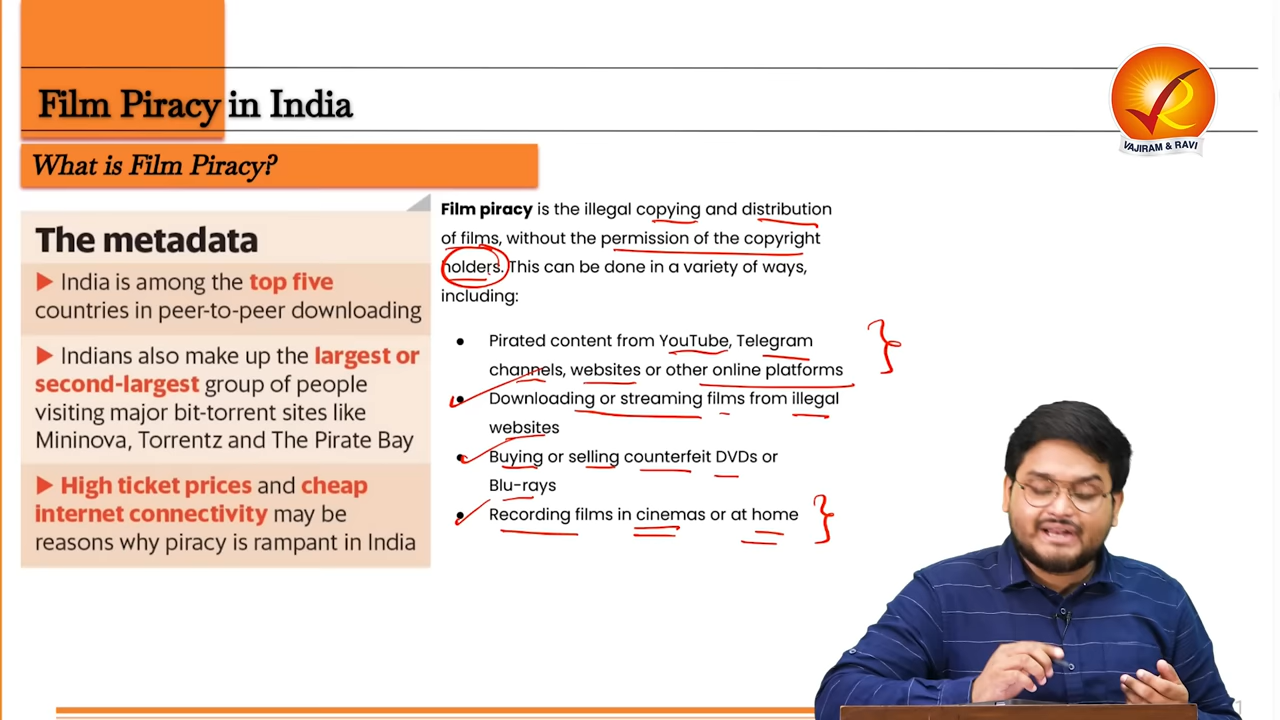 Film Piracy in India
VAJIRAM & RAVI
What is Film Piracy?
The metadata
▶ India is among the top five
countries in peer-to-peer downloading
▶ Indians also make up the largest or
second-largest group of people
visiting major bit-torrent sites like
Mininova, Torrentz and The Pirate Bay
▶ High ticket prices and cheap
internet connectivity may be
reasons why piracy is rampant in India
Film piracy is the illegal copying and distribution
of films, without the permission of the copyright
holders. This can be done in a variety of ways,
including:
● Pirated content from YouTube, Telegram
channels, websites or other online platforms
● Downloading or streaming films from illegal
websites
● Buying or selling counterfeit DVDs or
Blu-rays
● Recording films in cinemas or at home
1